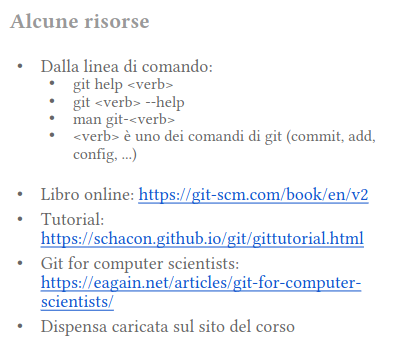 Alcune risorse
• Dalla linea di comando:
• git help <verb>
• git <verb> --help
• man git-<verb>
• <verb> è uno dei comandi di git (commit, add,
config, ...)
• Libro online: https://git-scm.com/book/en/v2
• Tutorial:
https://schacon.github.io/git/gittutorial.html
• Git for computer scientists:
https://eagain.net/articles/git-for-computer-
scientists/
• Dispensa caricata sul sito del corso